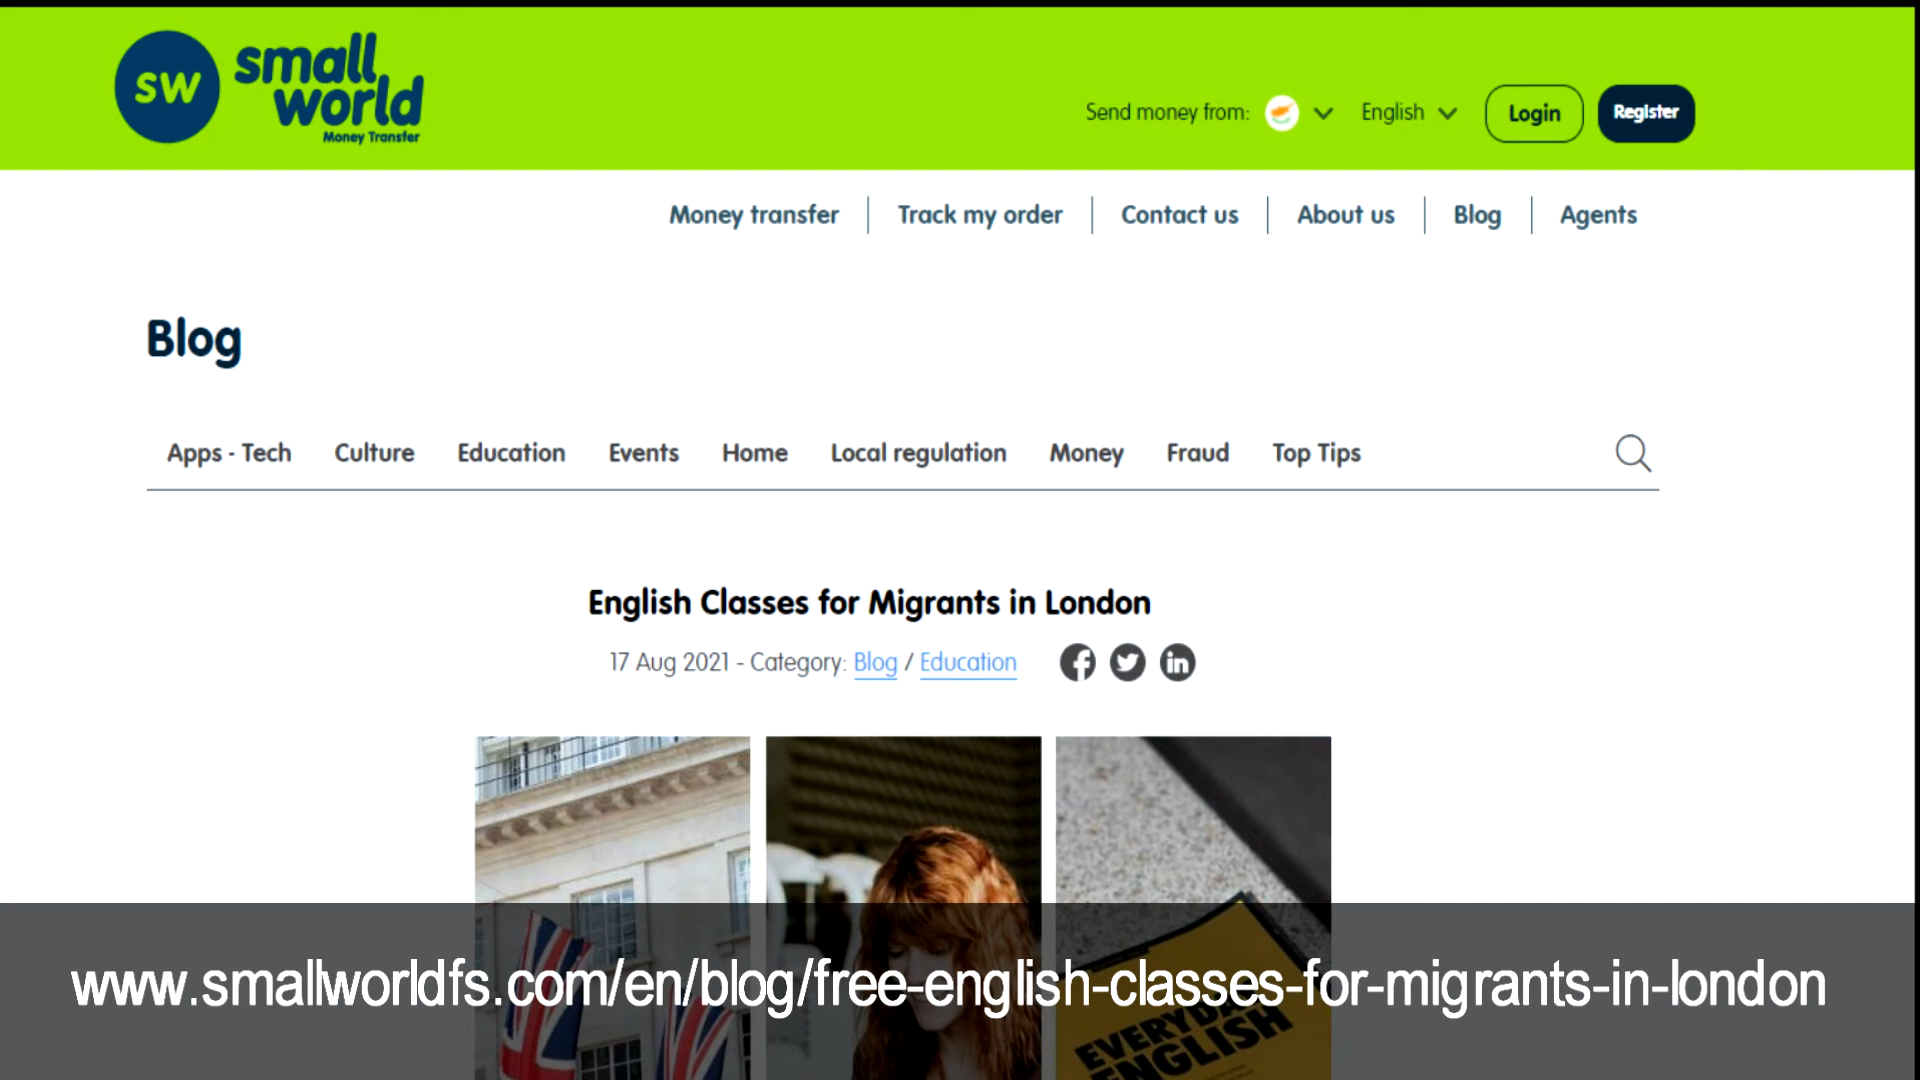 sw
small
world
Money Transfer
Send money from:
English
Login
Register
Money transfer
Track my order
Contact us
About us
Blog
Agents
Blog
Apps - Tech
Culture
Education
Events
Home
Local regulation
Money
Fraud
Top Tips
English Classes for Migrants in London
17 Aug 2021 - Category: Blog / Education
www.smallworldfs.com/en/blog/free-english-classes-for-migrants-in-london
EVERYDAY
ENGLISH